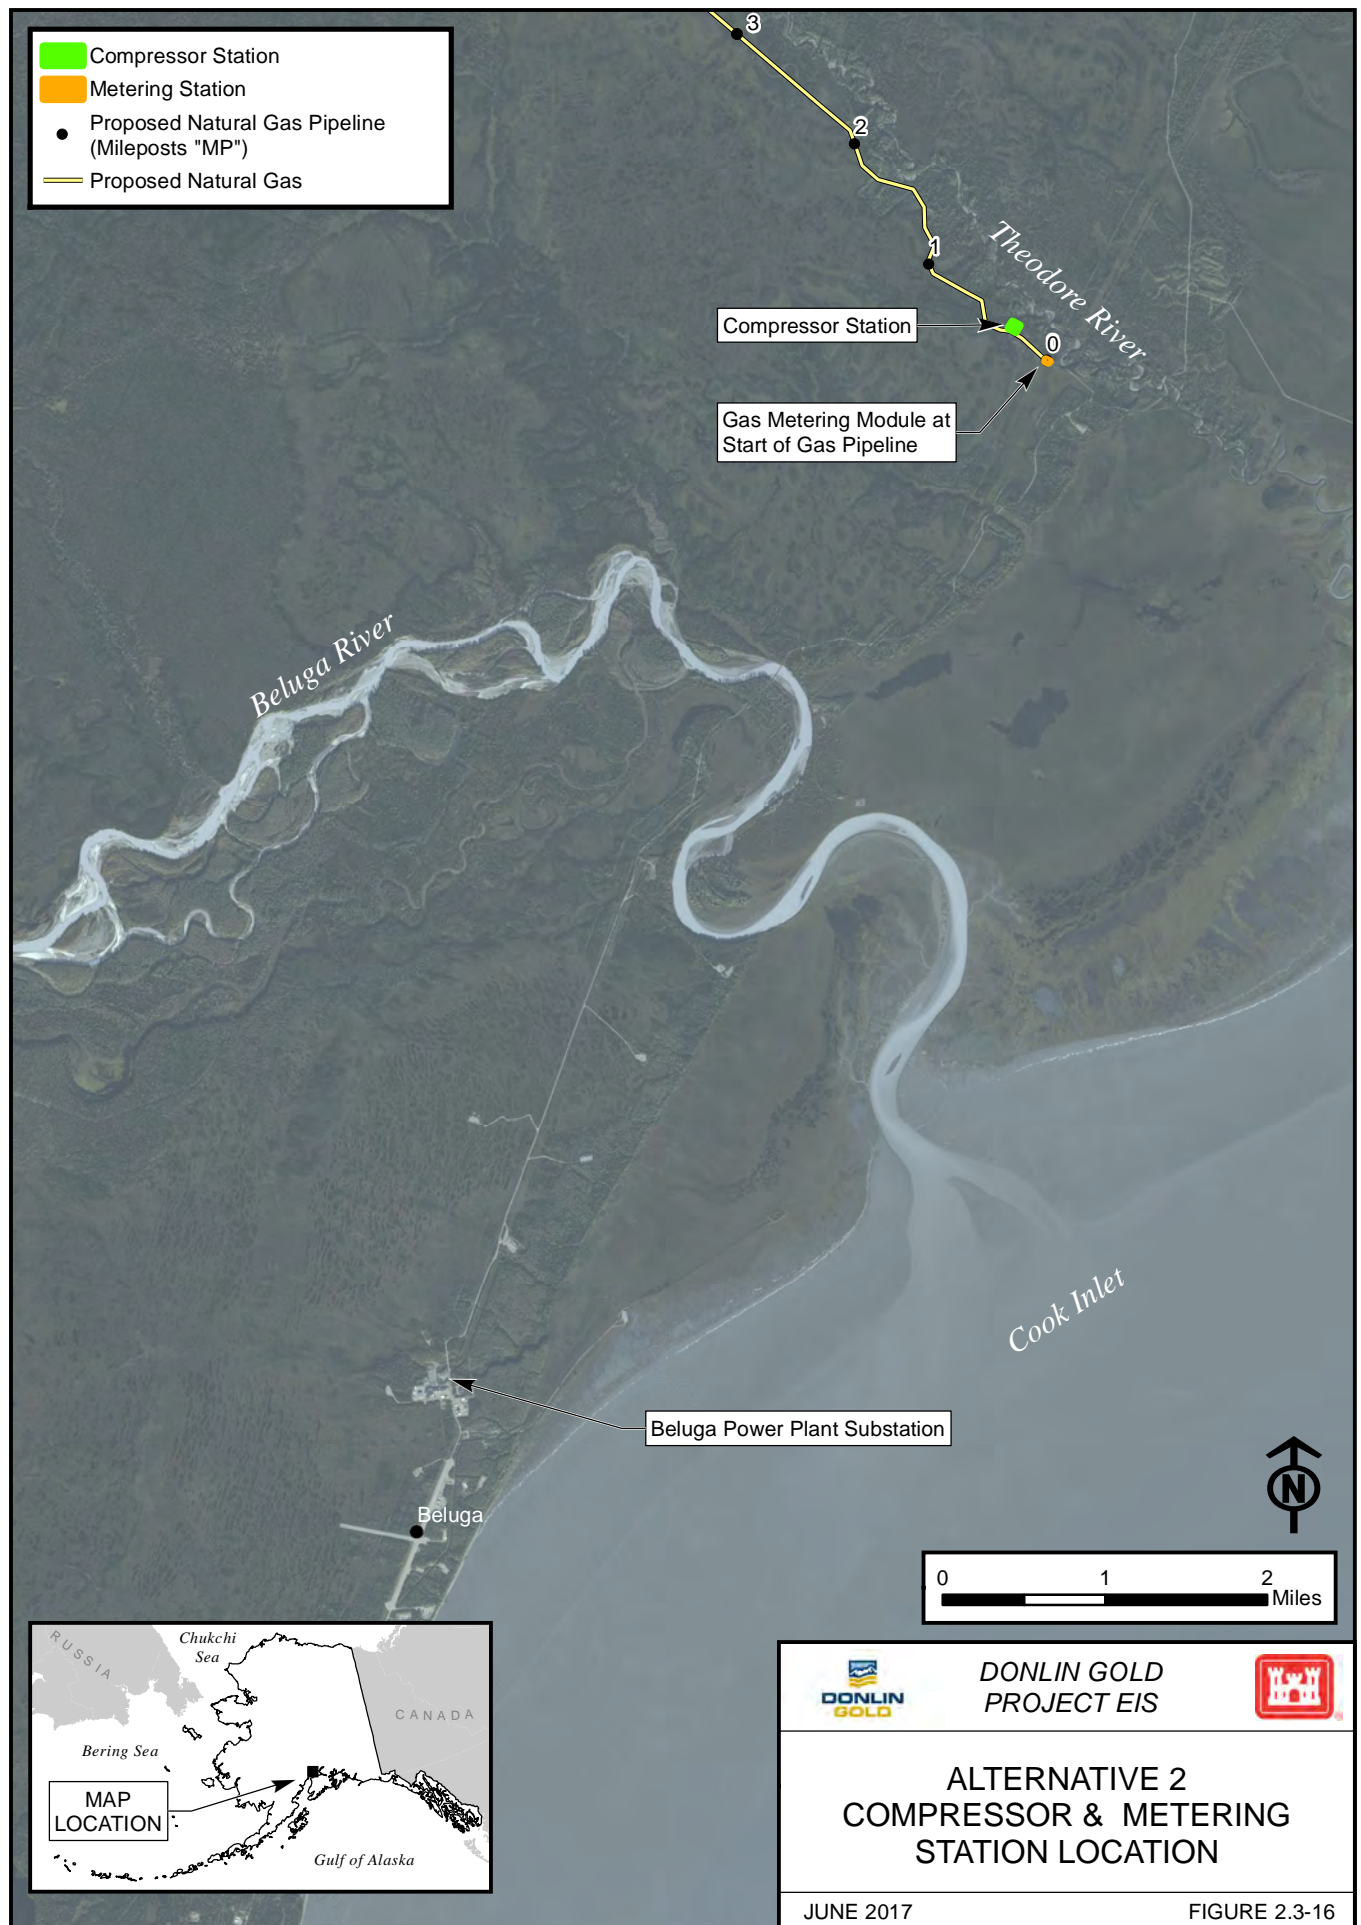 Compressor Station
Metering Station
Proposed Natural Gas Pipeline
(Mileposts "MP")
Proposed Natural Gas
3
2
1
Theodore River
Compressor Station
0
Gas Metering Module at
Start of Gas Pipeline
Beluga River
Cook Inlet
Beluga Power Plant Substation
Beluga
N
0 1 2
Miles
RUSSIA
Chukchi
Sea
CANADA
Bering Sea
MAP
LOCATION
Gulf of Alaska
DONLIN
GOLD
DONLIN GOLD
PROJECT EIS
ALTERNATIVE 2
COMPRESSOR & METERING
STATION LOCATION
JUNE 2017
FIGURE 2.3-16